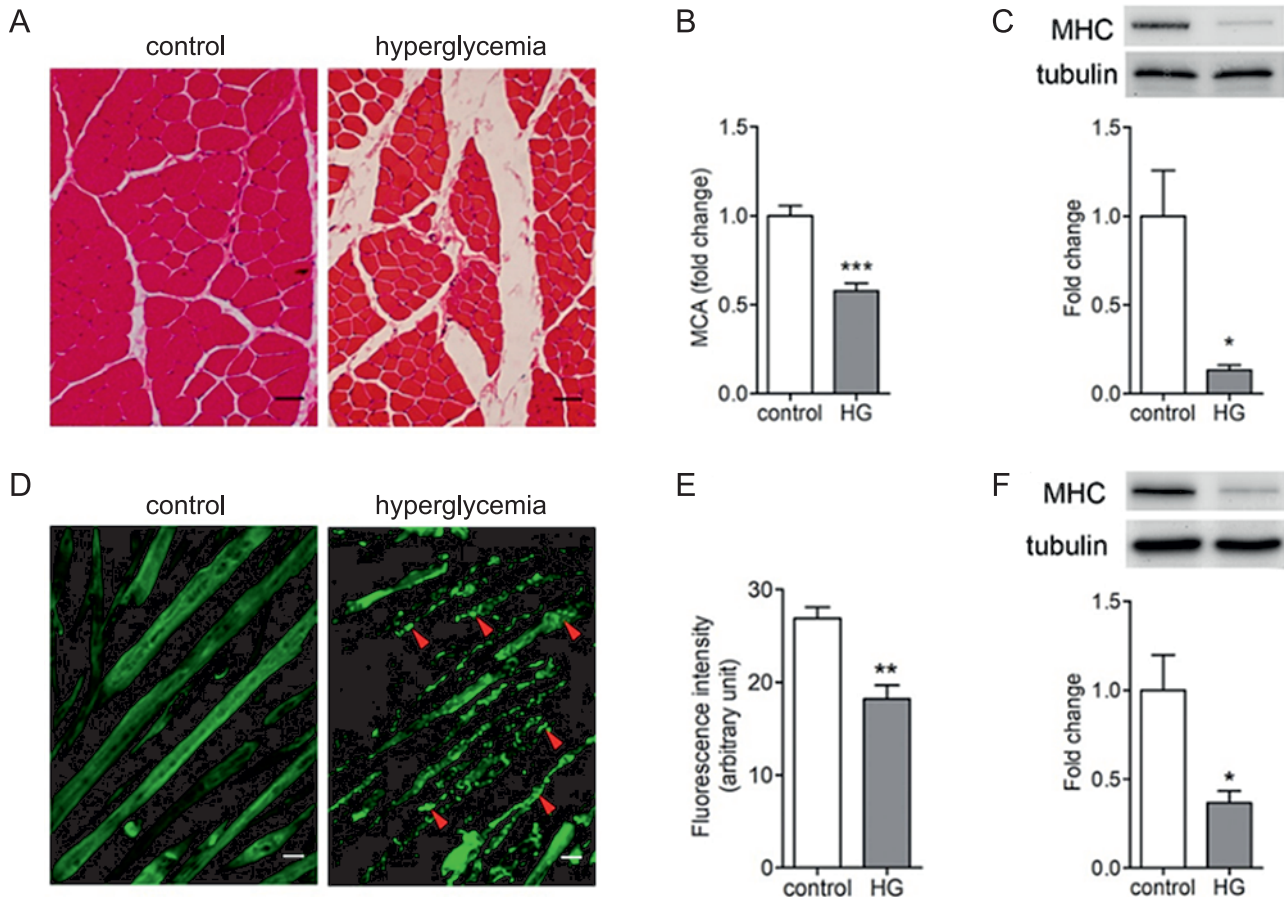 A
control
hyperglycemia
B
MCA (fold change)
1.5
1.0
0.5
0.0
***
control
HG
C
MHC
tubulin
Fold change
1.5
1.0
0.5
0.0
*
control
HG
D
control
hyperglycemia
E
Fluorescence intensity
(arbitrary unit)
30
20
10
0
**
control
HG
F
MHC
tubulin
Fold change
1.5
1.0
0.5
0.0
*
control
HG